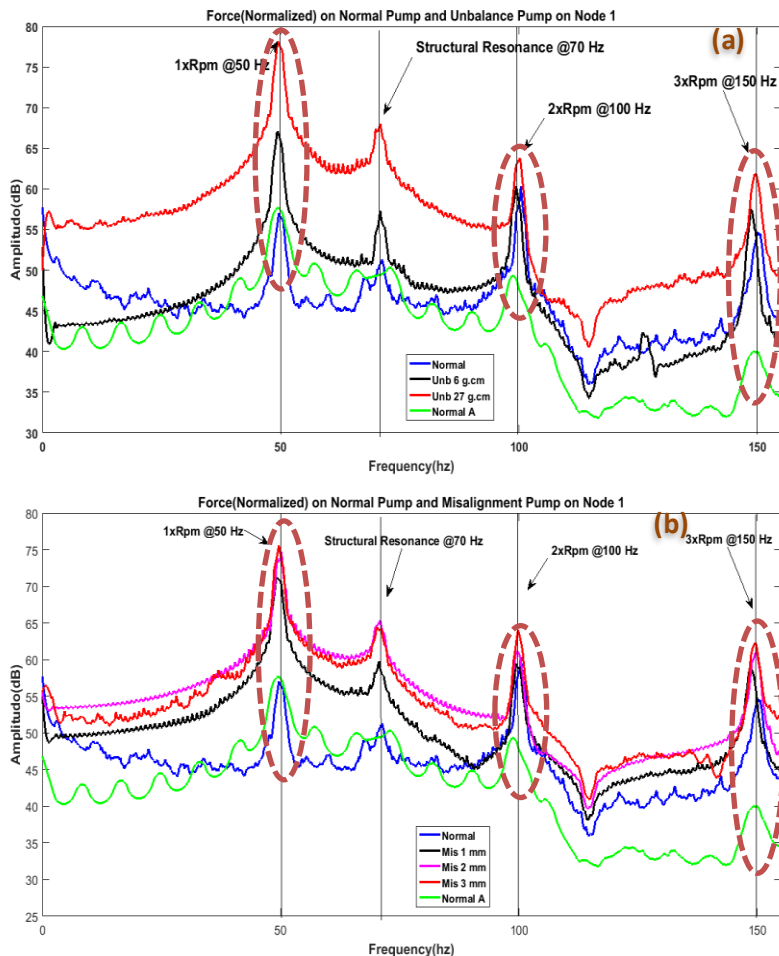 Force(Normalized) on Normal Pump and Unbalance Pump on Node 1
(a)
1xRpm @50 Hz
Structural Resonance @70 Hz
2xRpm @100 Hz
3xRpm @150 Hz
Amplitudo(dB)
80
75
70
65
60
55
50
45
40
35
30
0
50
100
150
Frequency(hz)
Normal
Unb 6 g.cm
Unb 27 g.cm
Normal A
Force(Normalized) on Normal Pump and Misalignment Pump on Node 1
(b)
1xRpm @50 Hz
Structural Resonance @70 Hz
2xRpm @100 Hz
3xRpm @150 Hz
Amplitudo(dB)
80
75
70
65
60
55
50
45
40
35
30
25
0
50
100
150
Frequency(hz)
Normal
Mis 1 mm
Mis 2 mm
Mis 3 mm
Normal A